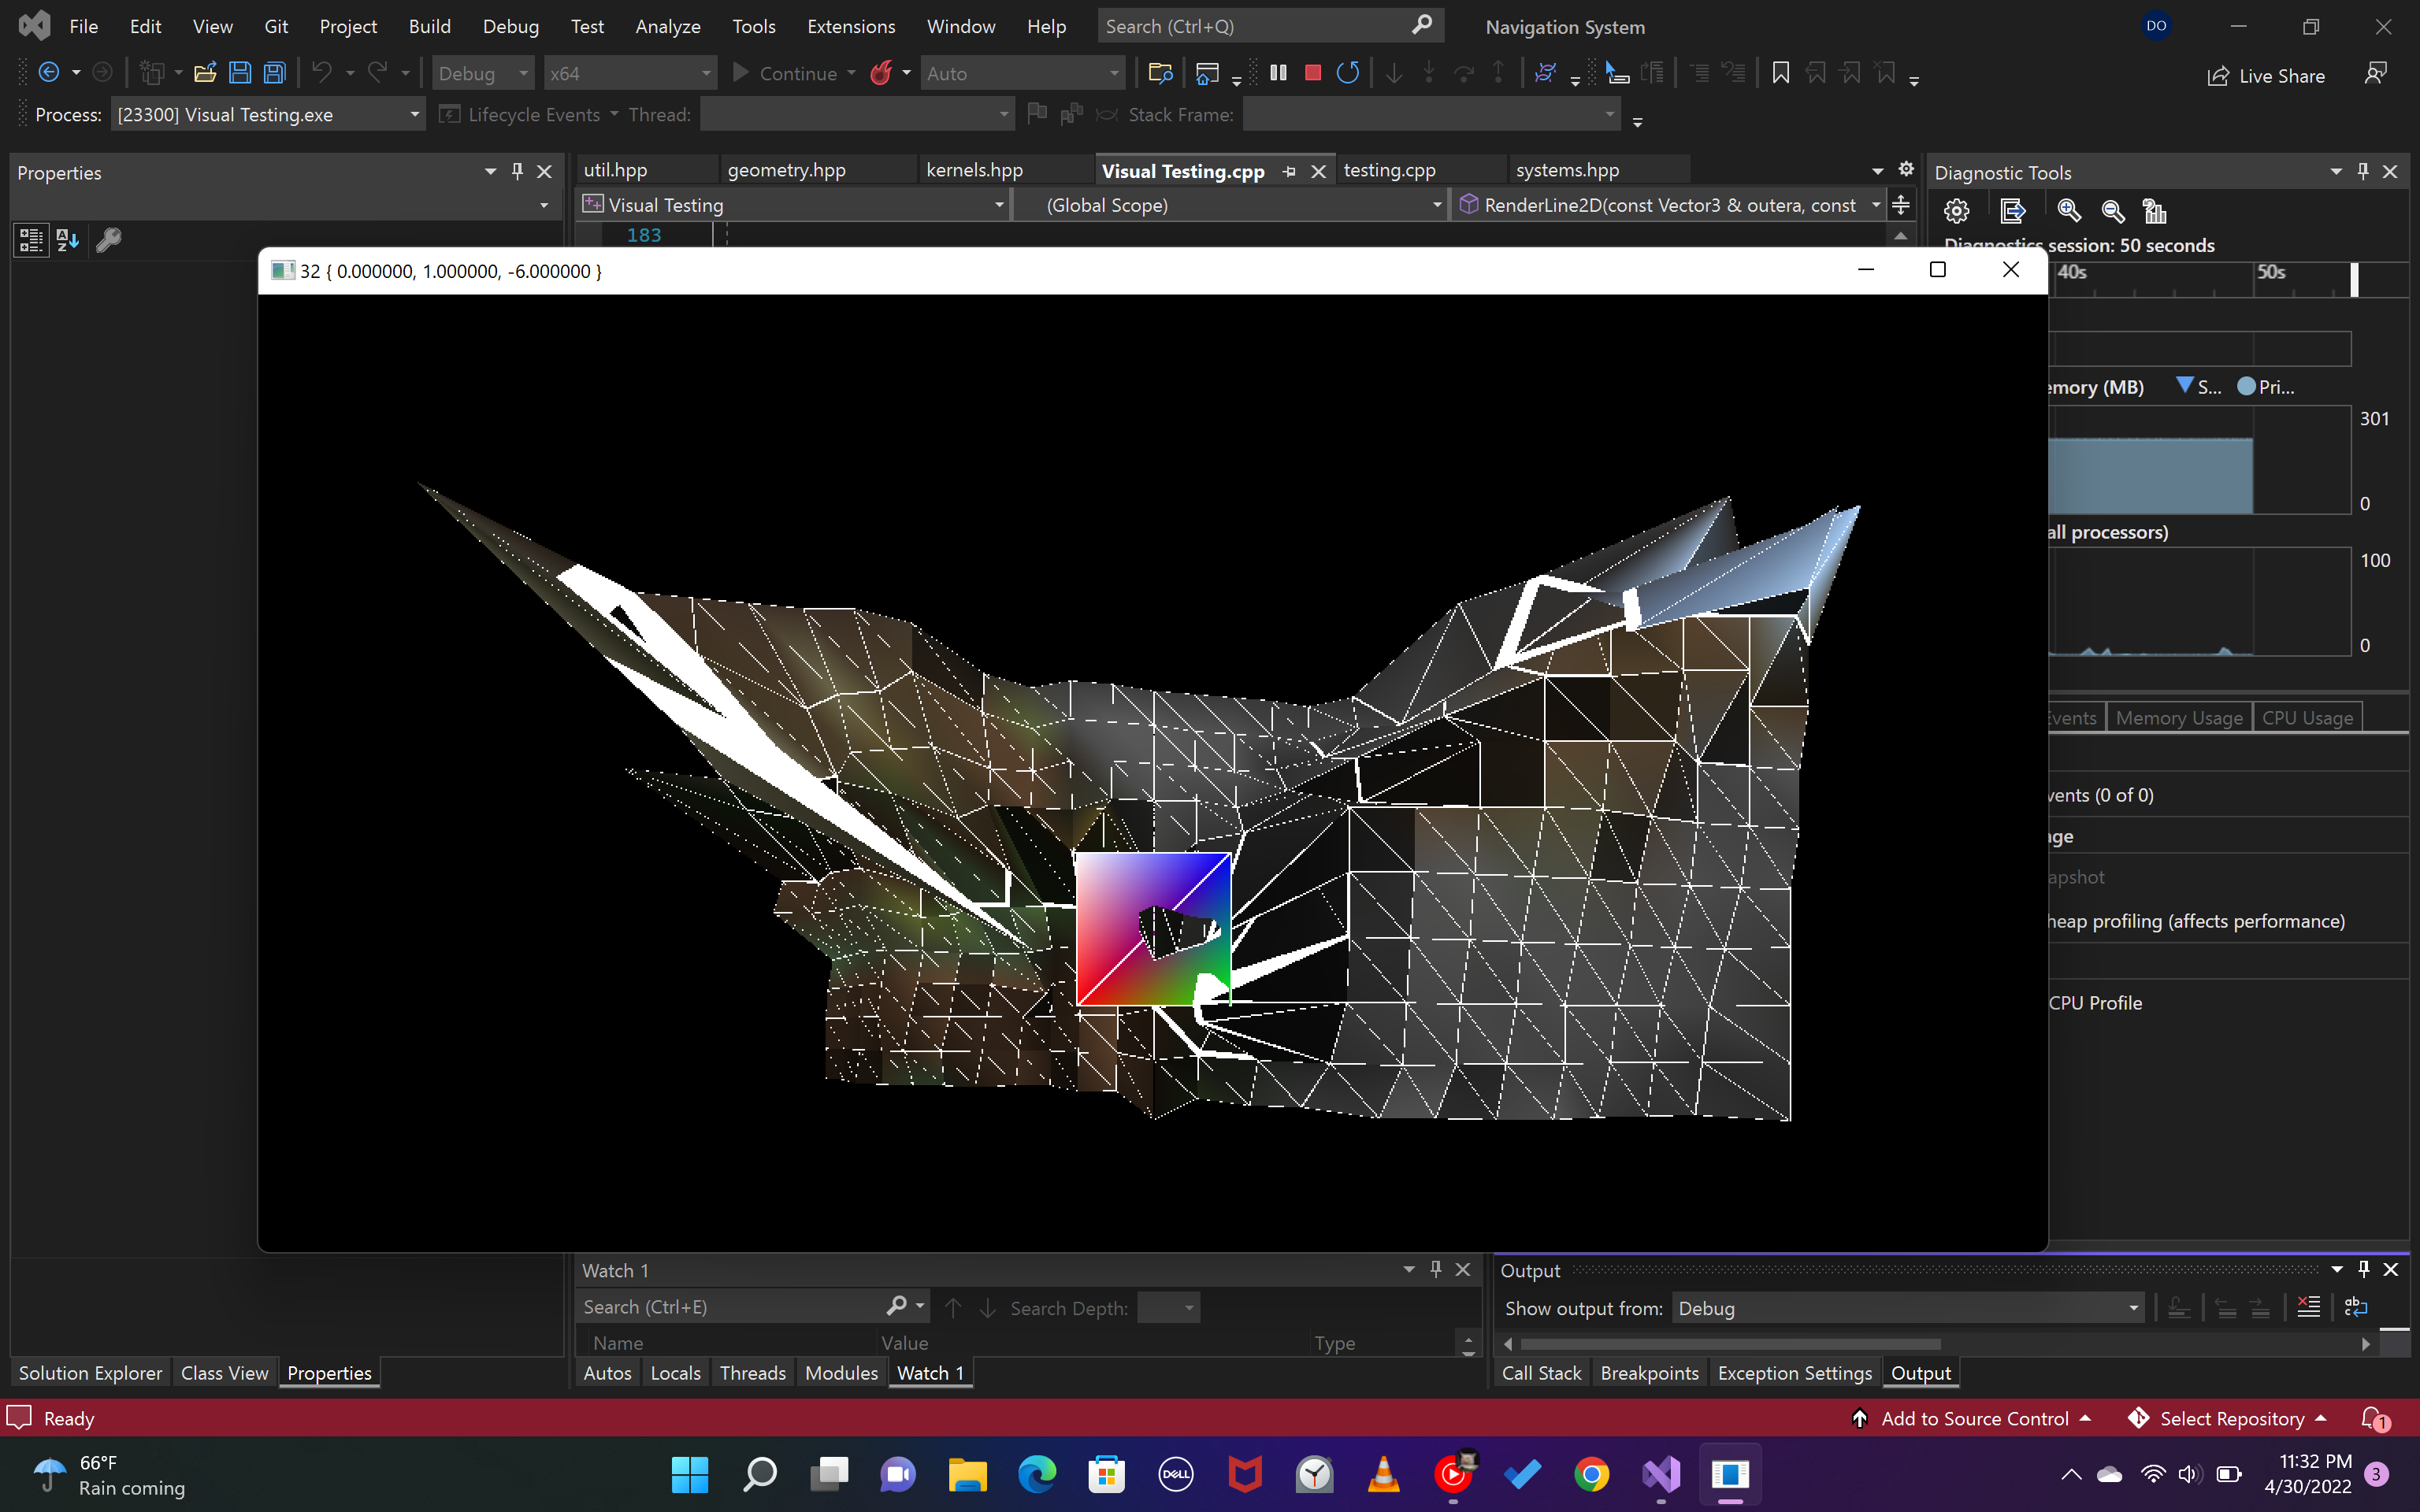 File Edit View Git Project Build Debug Test Analyze Tools Extensions Window Help Search (Ctrl+Q) Navigation System DO
Debug x64 Continue Auto Live Share
Process: [23300] Visual Testing.exe Lifecycle Events Thread: Stack Frame:
Properties
util.hpp geometry.hpp kernels.hpp Visual Testing.cpp testing.cpp systems.hpp
Diagnostic Tools
Visual Testing (Global Scope) RenderLine2D(const Vector3 & outera, const
183
Diagnostics session: 50 seconds
32 { 0.000000, 1.000000, -6.000000 }
40s 50s
emory (MB) S... Pri...
301
0
all processors)
100
0
vents Memory Usage CPU Usage
vents (0 of 0)
ge
apshot
heap profiling (affects performance)
CPU Profile
Watch 1
Search (Ctrl+E) Search Depth:
Name Value Type
Output
Show output from: Debug
Solution Explorer Class View Properties
Autos Locals Threads Modules Watch 1
Call Stack Breakpoints Exception Settings Output
Ready Add to Source Control Select Repository 1
66°F
Rain coming
DELL
11:32 PM
4/30/2022
3